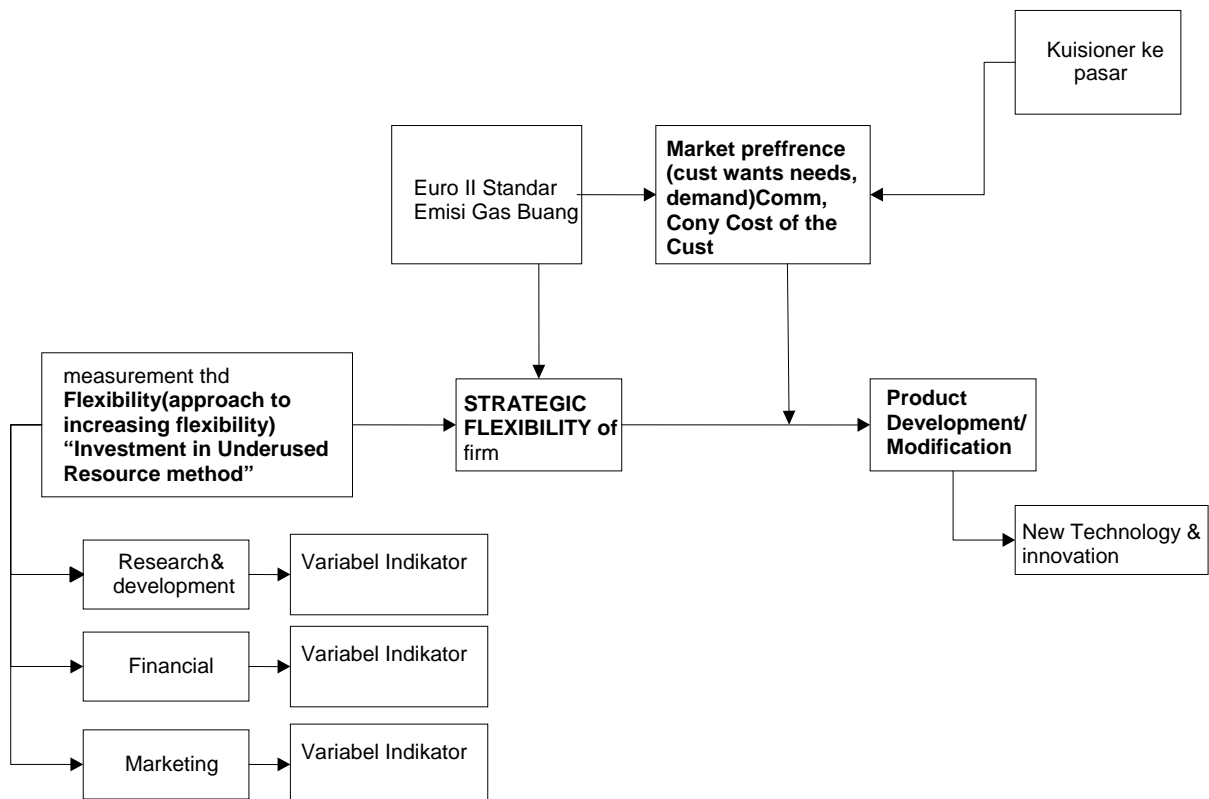 Kuisioner ke
pasar
Euro II Standar
Emisi Gas Buang
Market preffrence
(cust wants needs,
demand)Comm,
Cony Cost of the
Cust
measurement thd
Flexibility(approach to
increasing flexibility)
“Investment in Underused
Resource method”
STRATEGIC
FLEXIBILITY of
firm
Product
Development/
Modification
New Technology &
innovation
Research&
development
Variabel Indikator
Financial
Variabel Indikator
Marketing
Variabel Indikator